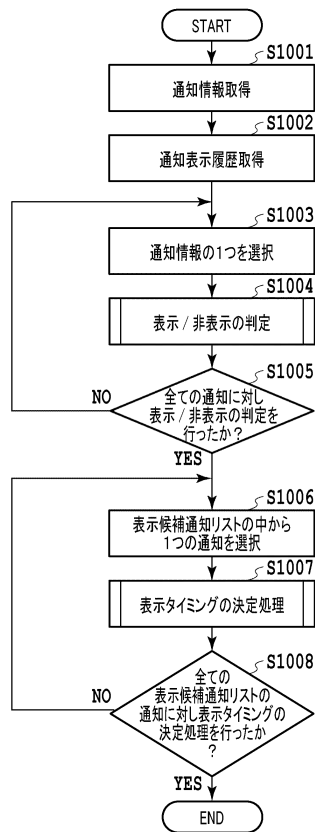 START
S1001
通知情報取得
S1002
通知表示履歴取得
S1003
通知情報の1つを選択
S1004
表示/非表示の判定
S1005
全ての通知に対し
表示/非表示の判定を
行ったか?
NO
YES
S1006
表示候補通知リストの中から
1つの通知を選択
S1007
表示タイミングの決定処理
S1008
全ての
表示候補通知リストの
通知に対し表示タイミングの
決定処理を行ったか
?
NO
YES
END